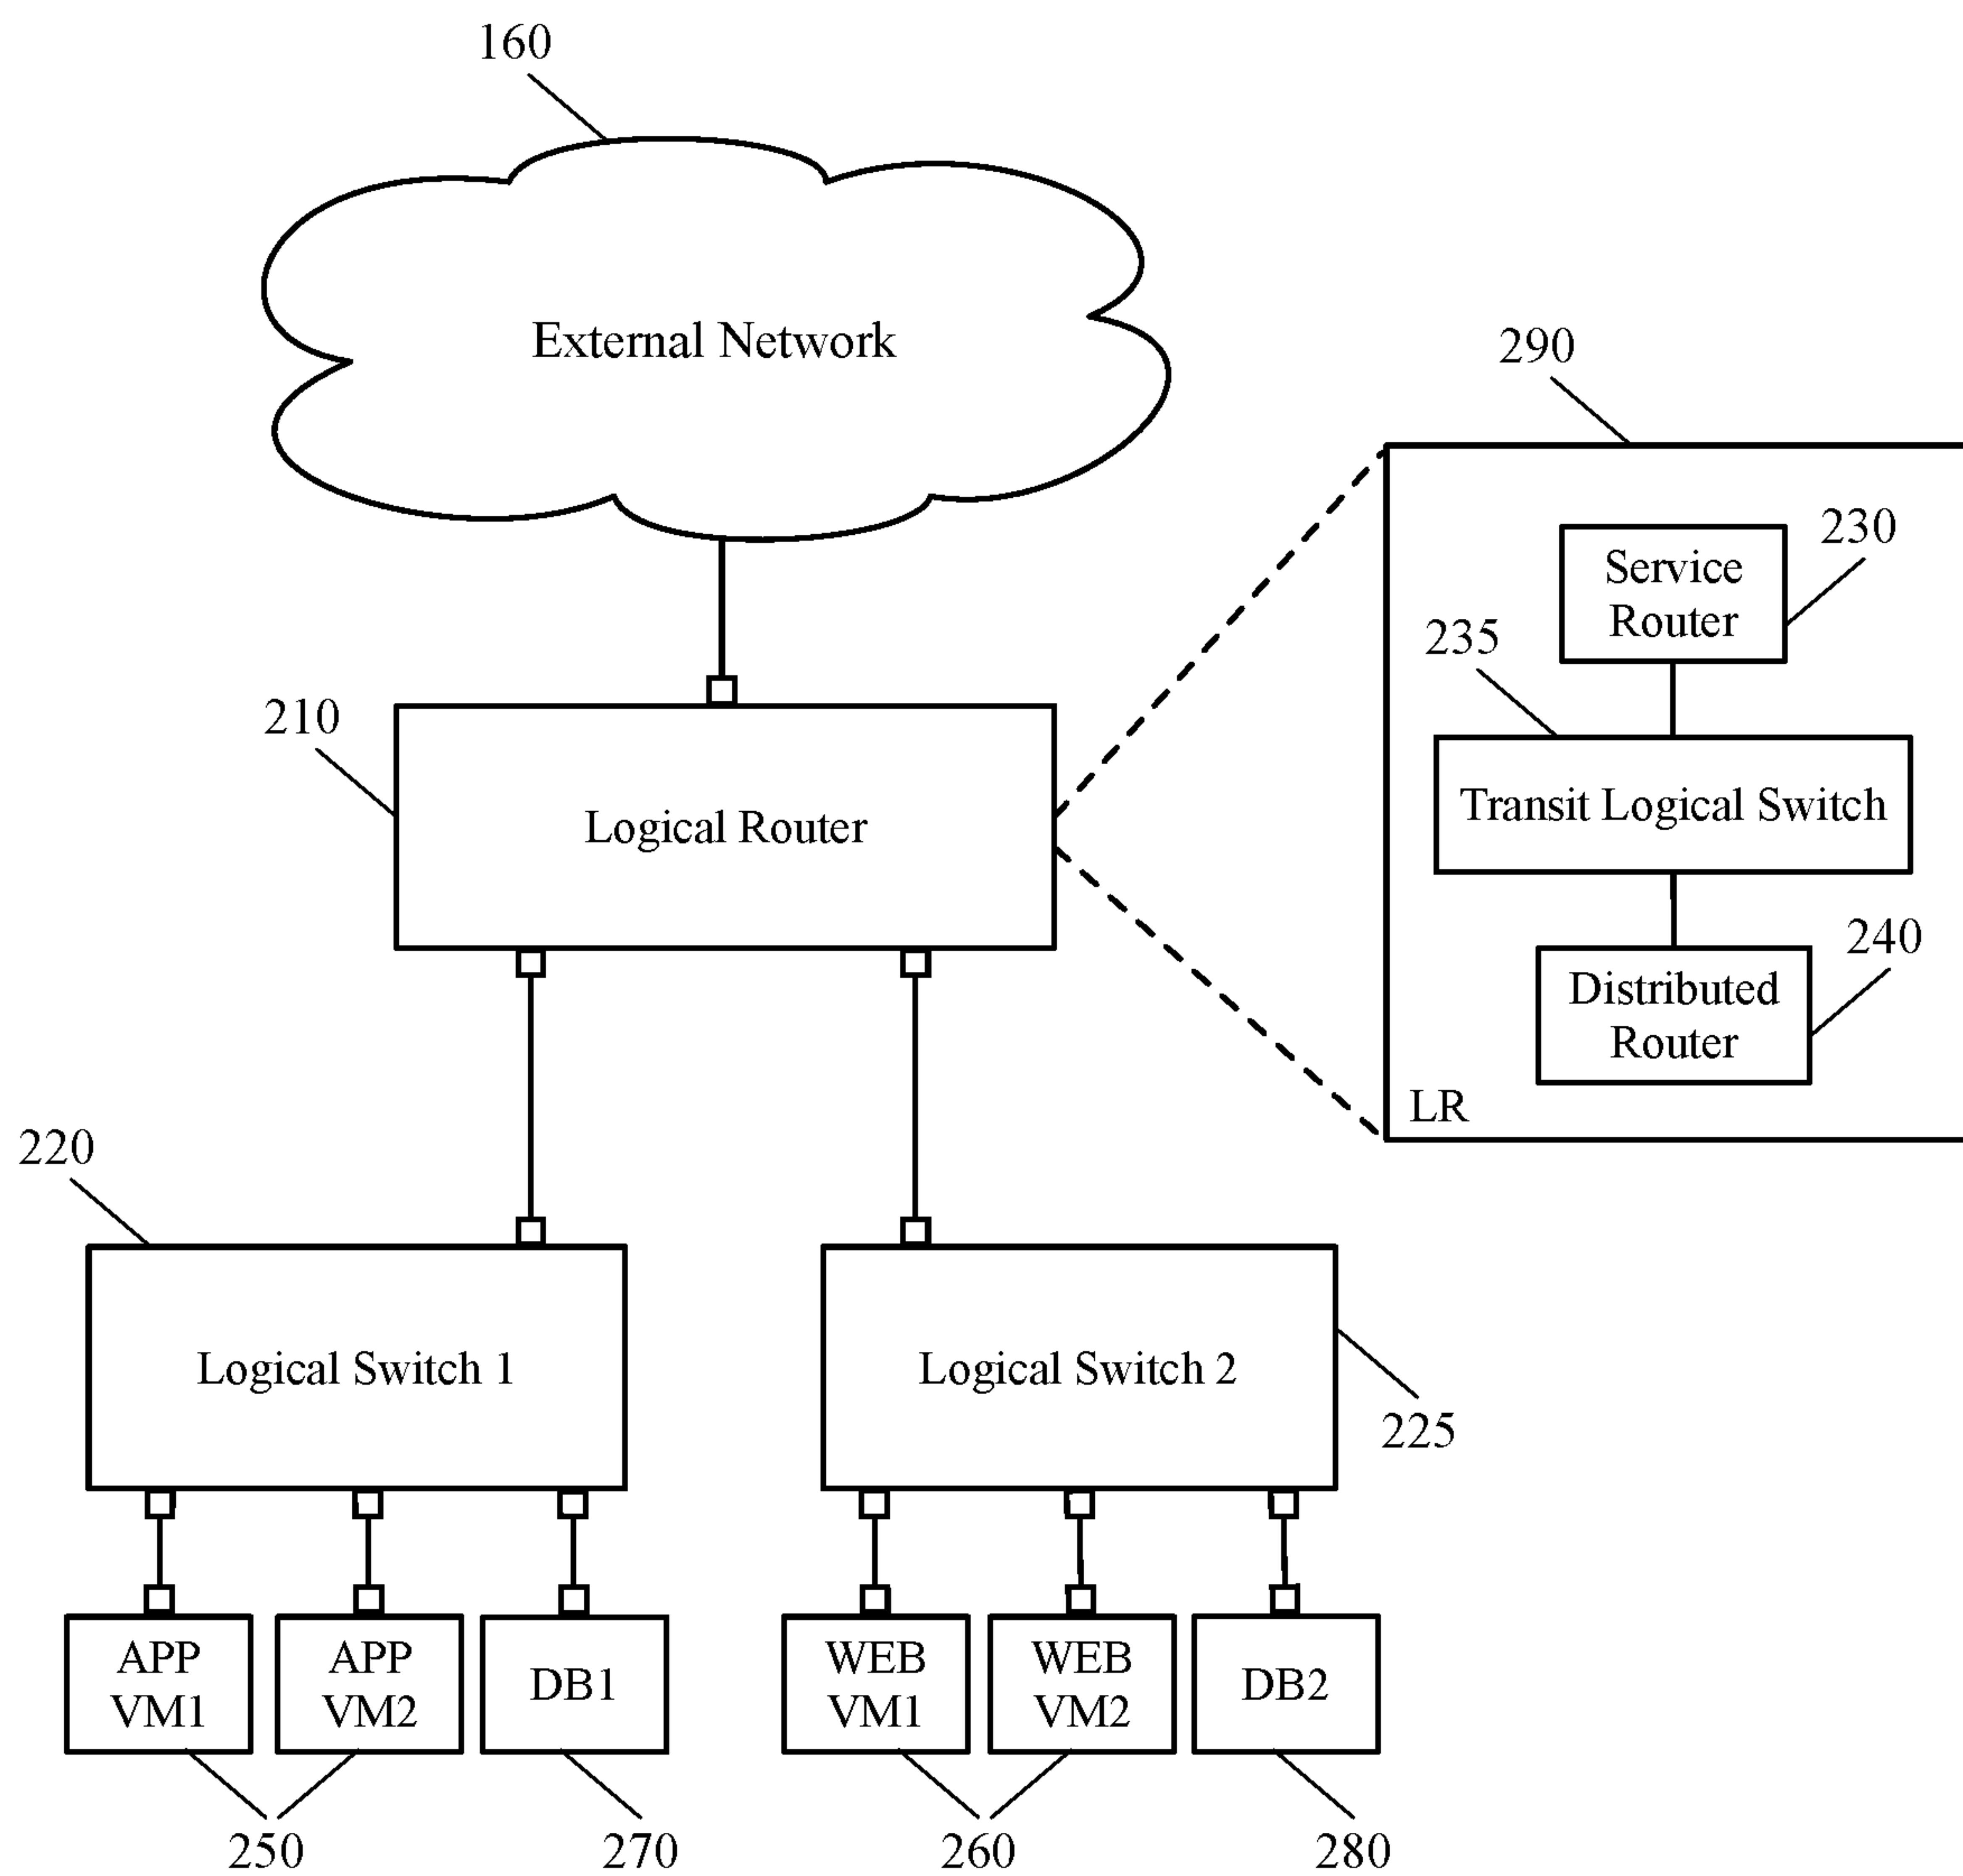 160
External Network
290
230
Service
Router
235
210
Transit Logical Switch
Logical Router
240
Distributed
Router
LR
220
Logical Switch 1
Logical Switch 2
225
APP
VM1
APP
VM2
DB1
WEB
VM1
WEB
VM2
DB2
250
270
260
280